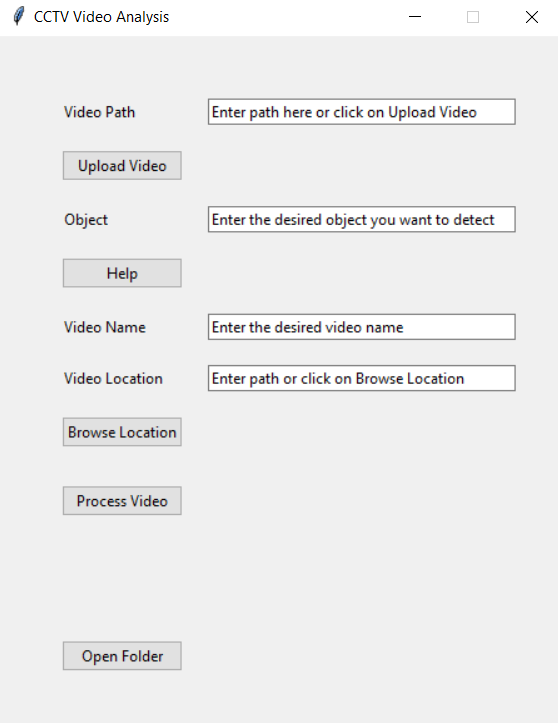 CCTV Video Analysis
Video Path Enter path here or click on Upload Video
Upload Video
Object Enter the desired object you want to detect
Help
Video Name Enter the desired video name
Video Location Enter path or click on Browse Location
Browse Location
Process Video
Open Folder